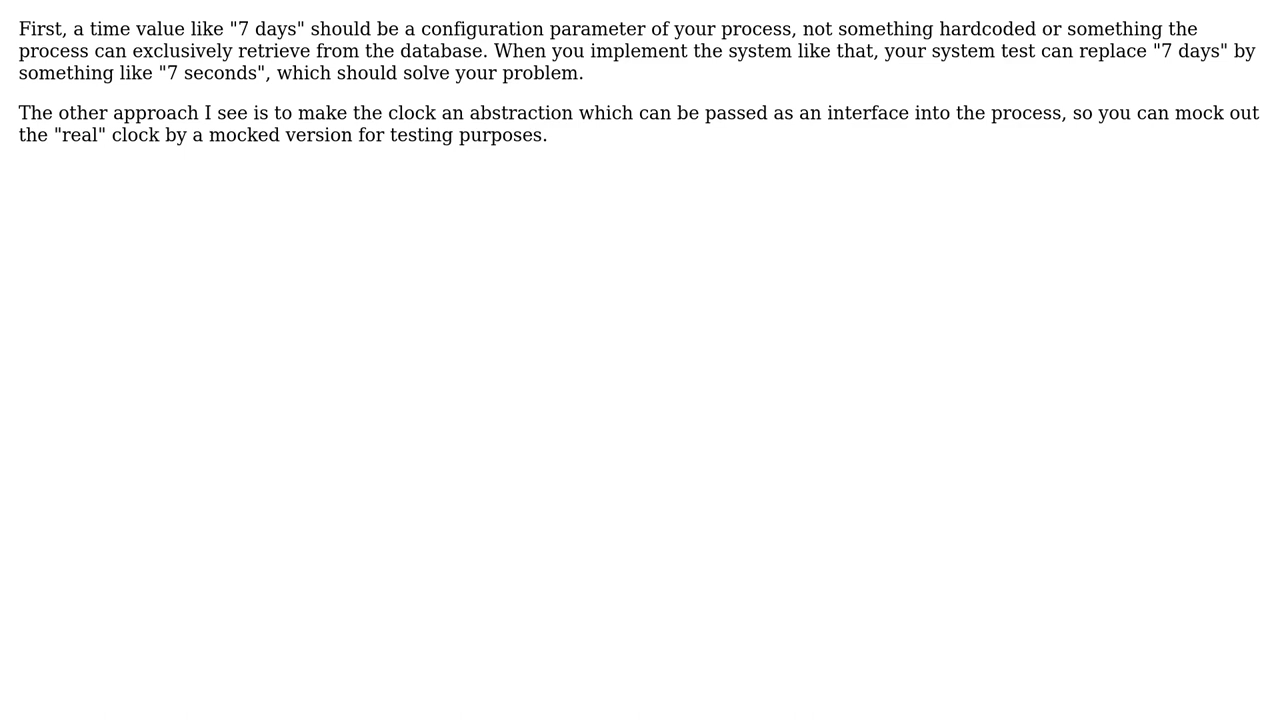 First, a time value like "7 days" should be a configuration parameter of your process, not something hardcoded or something the
process can exclusively retrieve from the database. When you implement the system like that, your system test can replace "7 days" by
something like "7 seconds", which should solve your problem.
The other approach I see is to make the clock an abstraction which can be passed as an interface into the process, so you can mock out
the "real" clock by a mocked version for testing purposes.